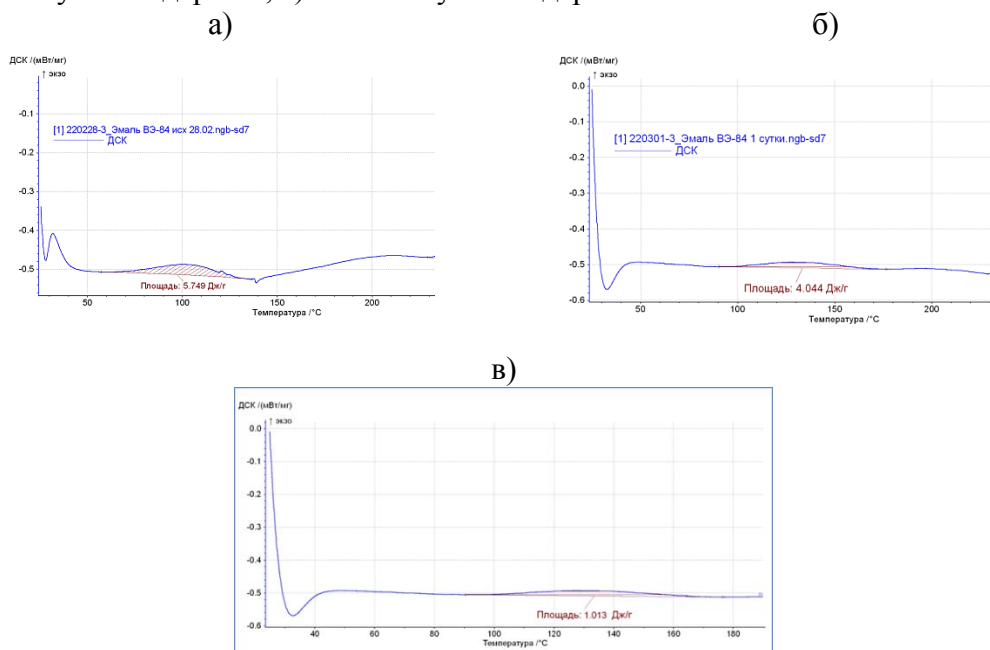 а)
б)
ДСК /(мВт/мг)
↑ экзо
[1] 220228-3_Эмаль ВЭ-84 исх 28.02.ngb-sd7
ДСК
-0.1
-0.2
-0.3
-0.4
-0.5
Площадь: 5.749 Дж/г
50
100
150
200
Температура /°C
ДСК /(мВт/мг)
↑ экзо
0.0
[1] 220301-3_Эмаль ВЭ-84 1 сутки.ngb-sd7
ДСК
-0.1
-0.2
-0.3
-0.4
-0.5
-0.6
Площадь: 4.044 Дж/г
50
100
150
200
Температура /°C
в)
ДСК /(мВт/мг)
↑ экзо
0.0
-0.1
-0.2
-0.3
-0.4
-0.5
-0.6
Площадь: 1.013 Дж/г
40
60
80
100
120
140
160
180
Температура /°C